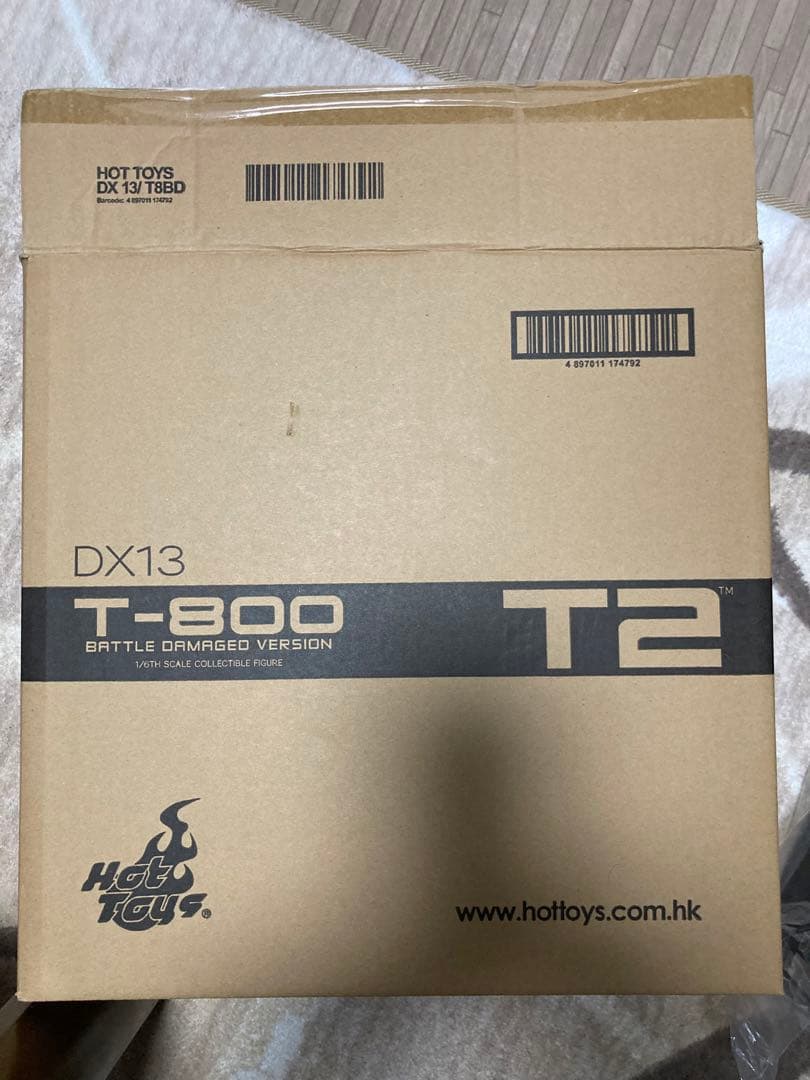 HOT TOYS
DX 13/ T8BD
Barcode: 4 897011 174792
4 897011 174792
DX13
T-800
BATTLE DAMAGED VERSION
1/6TH SCALE COLLECTIBLE FIGURE
T2™
Hot
Toys®
www.hottoys.com.hk